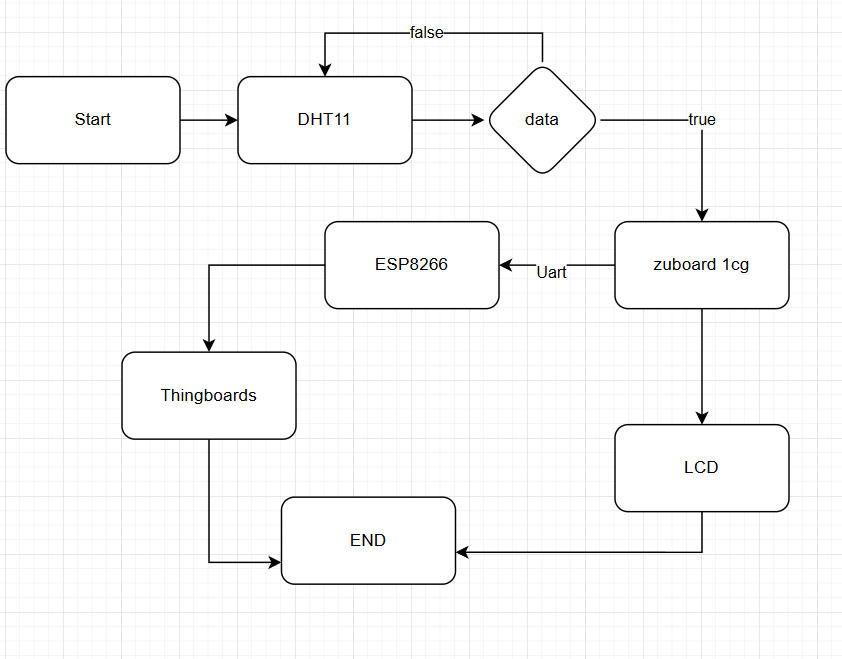 false
Start
DHT11
data
true
ESP8266
Uart
zuboard 1cg
Thingboards
LCD
END